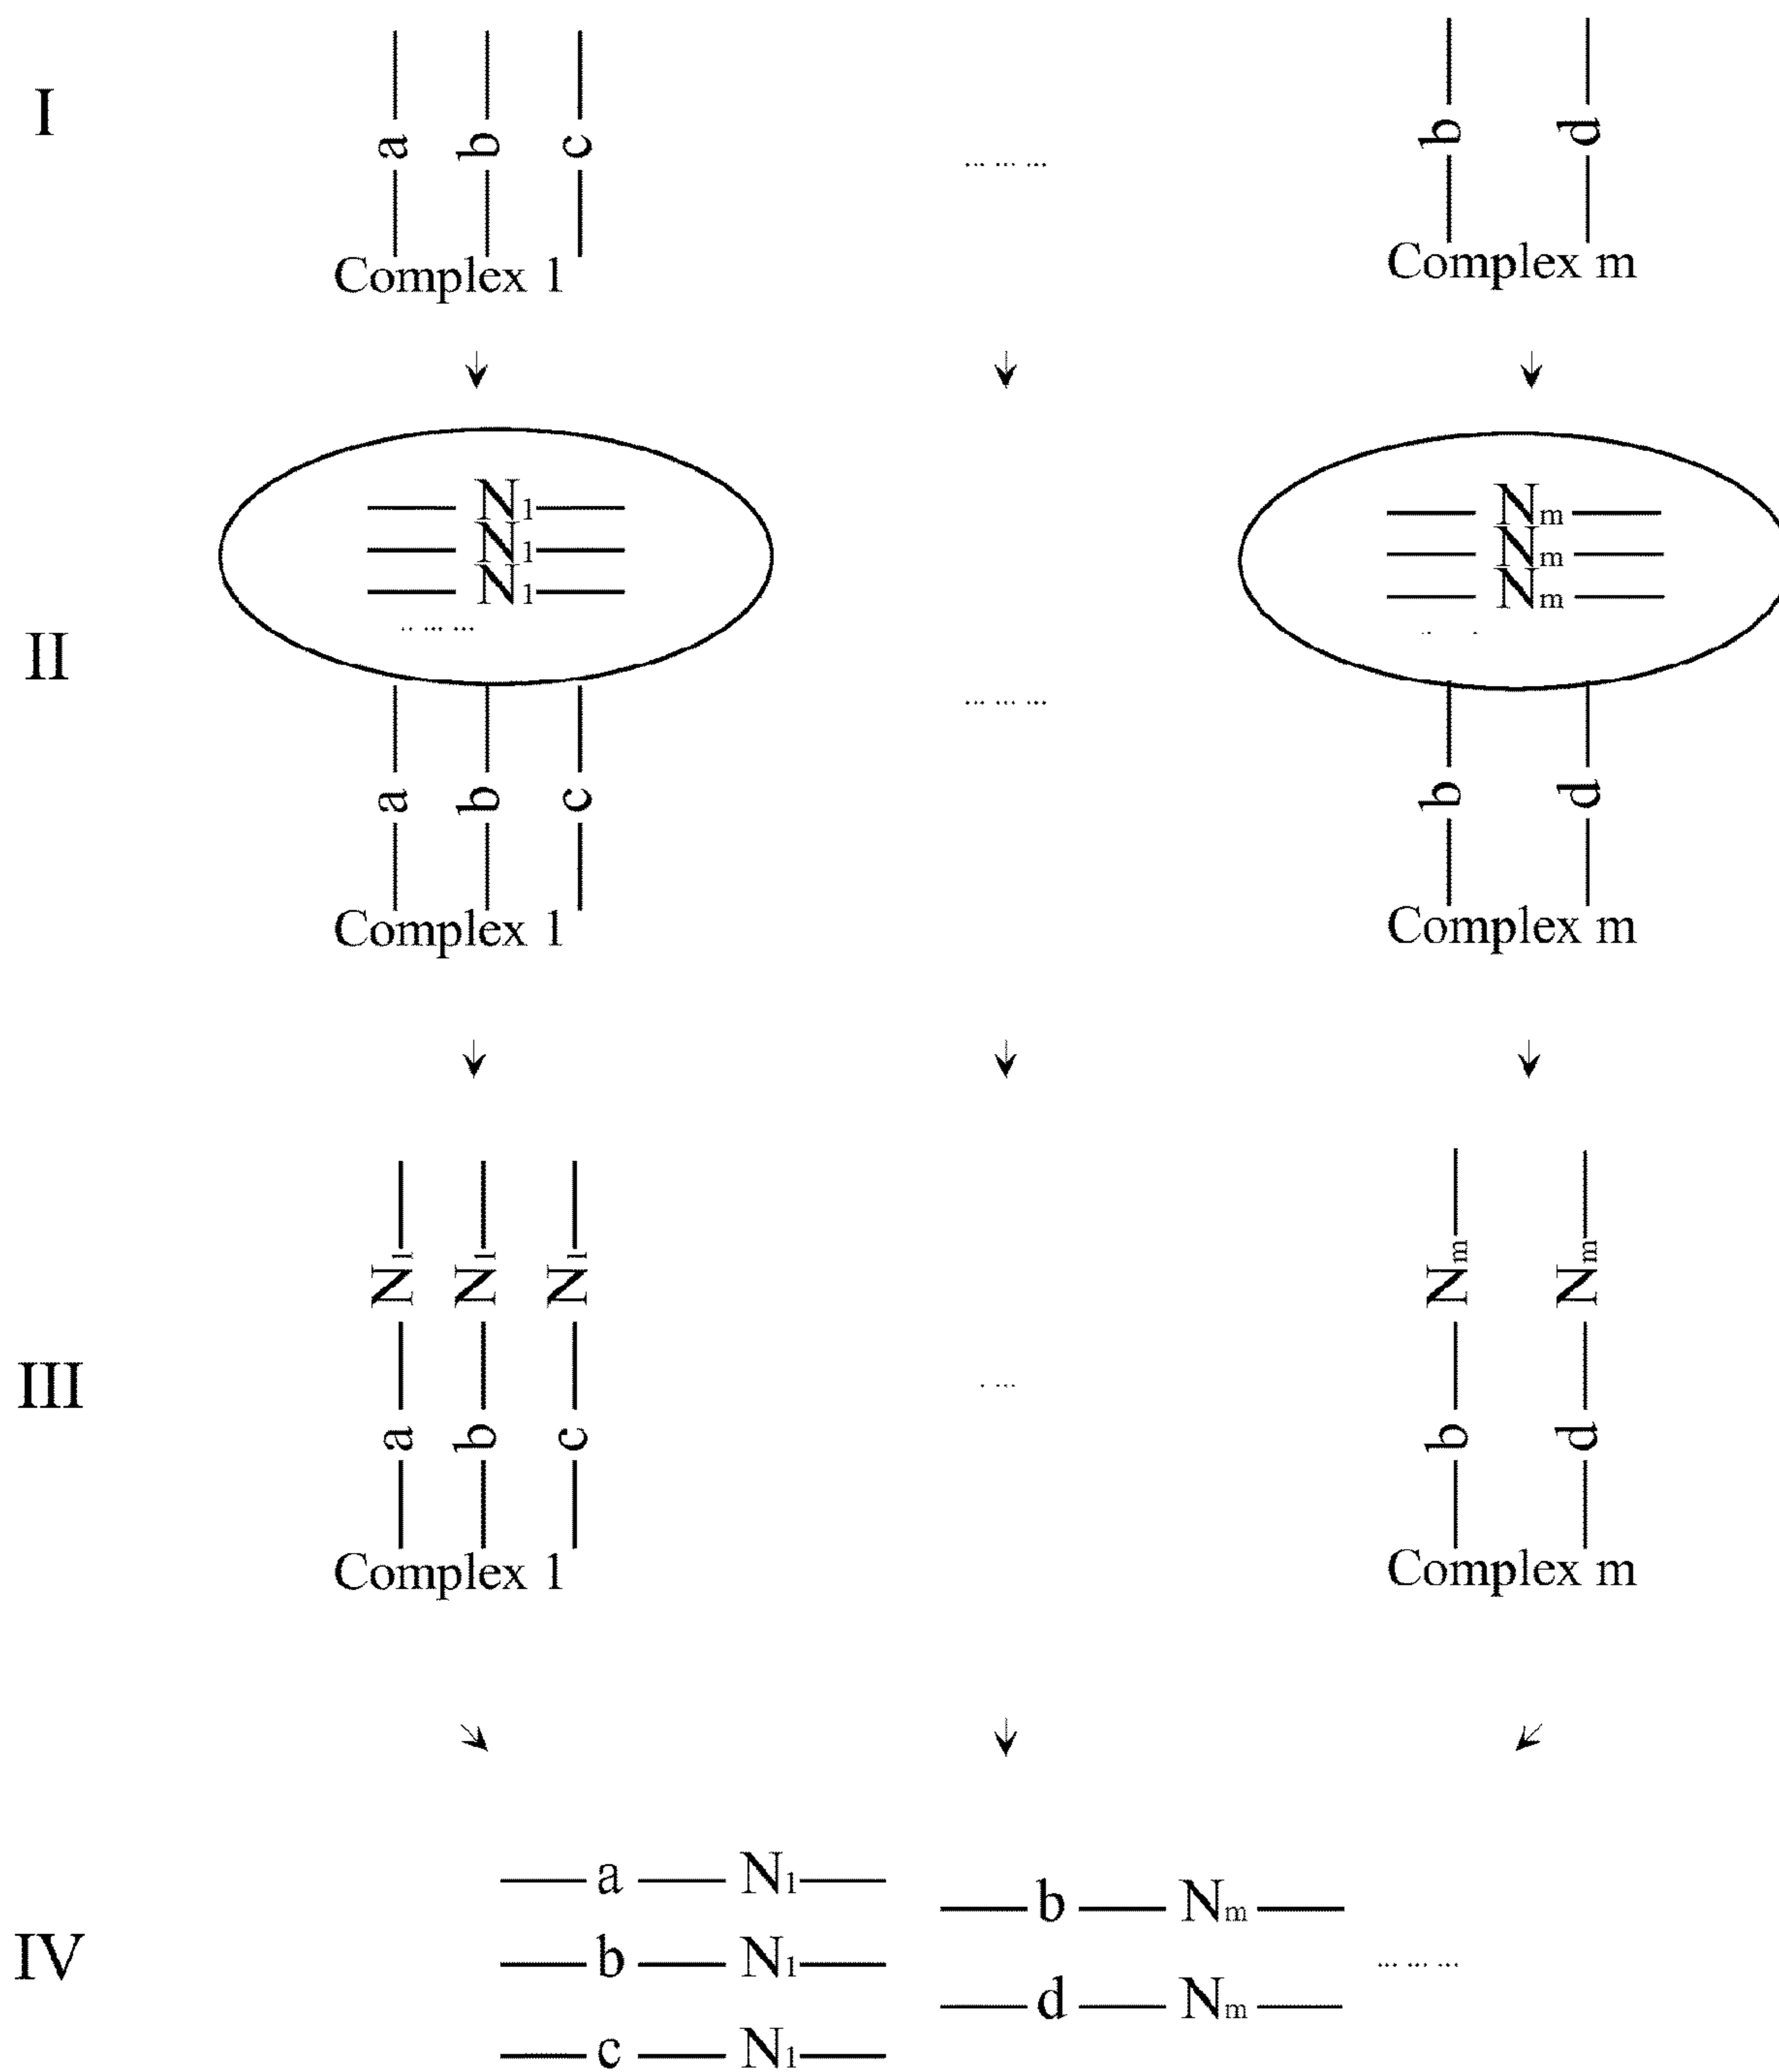 I
a b c ... ... ... b d
Complex 1 Complex m
N1 Nm
N1 Nm
N1 Nm
.. ... ...
II
... ... ...
a b c b d
Complex 1 Complex m
N1 N1 N1 Nm Nm
III
. ...
a b c b d
Complex 1 Complex m
a N1
b Nm
IV
b N1 ... ... ...
d Nm
c N1